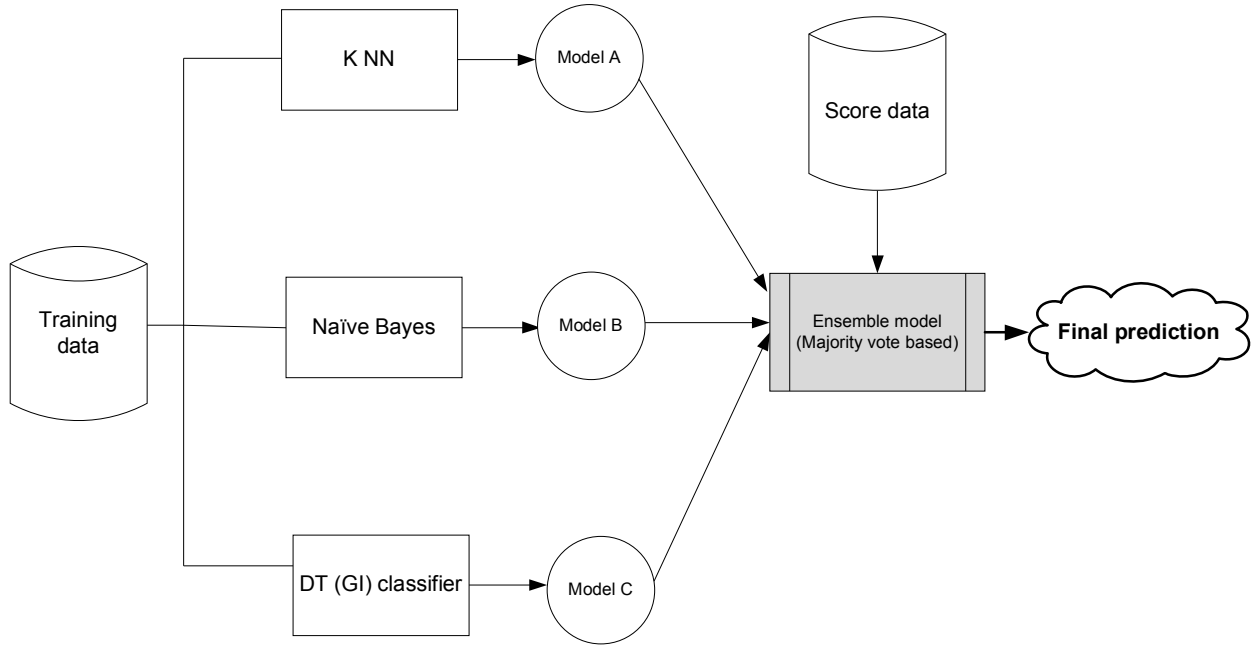 K NN
Model A
Score data
Training
data
Naïve Bayes
Model B
Ensemble model
(Majority vote based)
Final prediction
DT (GI) classifier
Model C